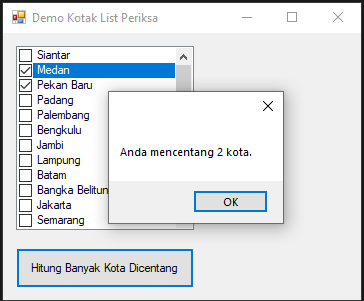 Demo Kotak List Periksa
Siantar
Medan
Pekan Baru
Padang
Palembang
Bengkulu
Jambi
Lampung
Batam
Bangka Belitun
Jakarta
Semarang
Anda mencentang 2 kota.
OK
Hitung Banyak Kota Dicentang